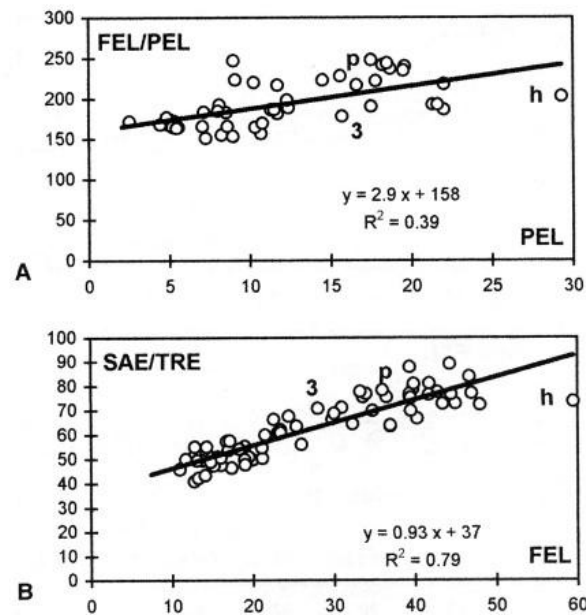 300
FEL/PEL
250
p
200
h
150
3
100
y = 2.9 x + 158
R² = 0.39
50
PEL
A
0
0 5 10 15 20 25 30
100
90
SAE/TRE
80
3 p
70
h
60
50
40
30
20
y = 0.93 x + 37
10
R² = 0.79
FEL
B
0
0 10 20 30 40 50 60